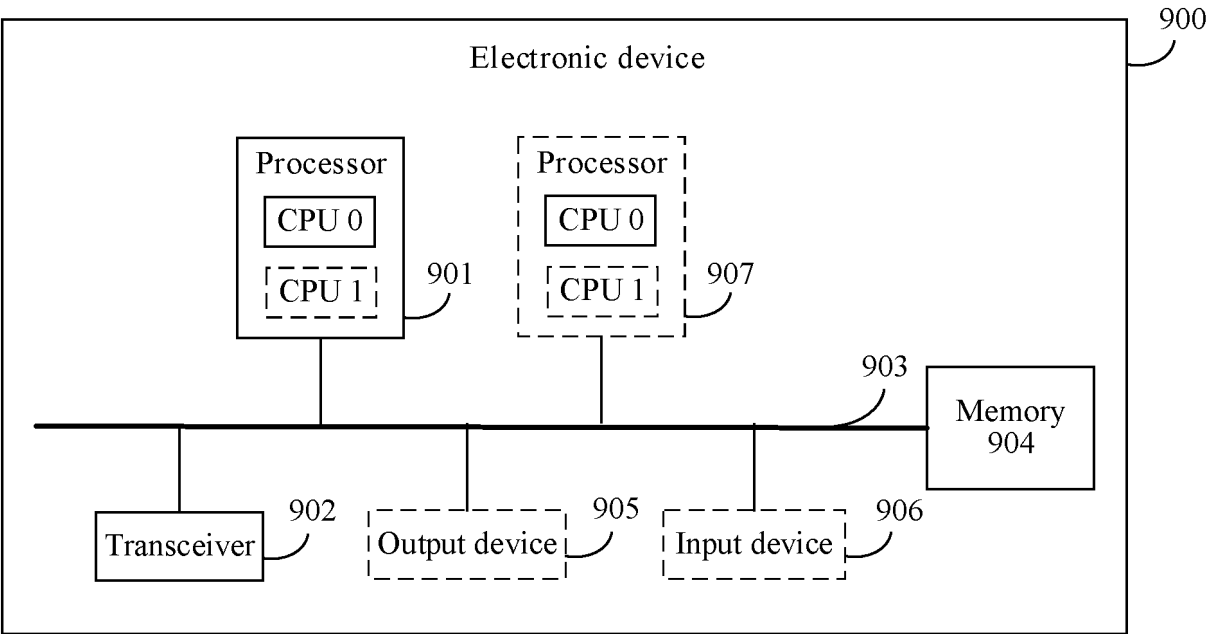 900
Electronic device
Processor
CPU 0
CPU 1
901
Processor
CPU 0
CPU 1
907
903
Memory
904
Transceiver
902
Output device
905
Input device
906